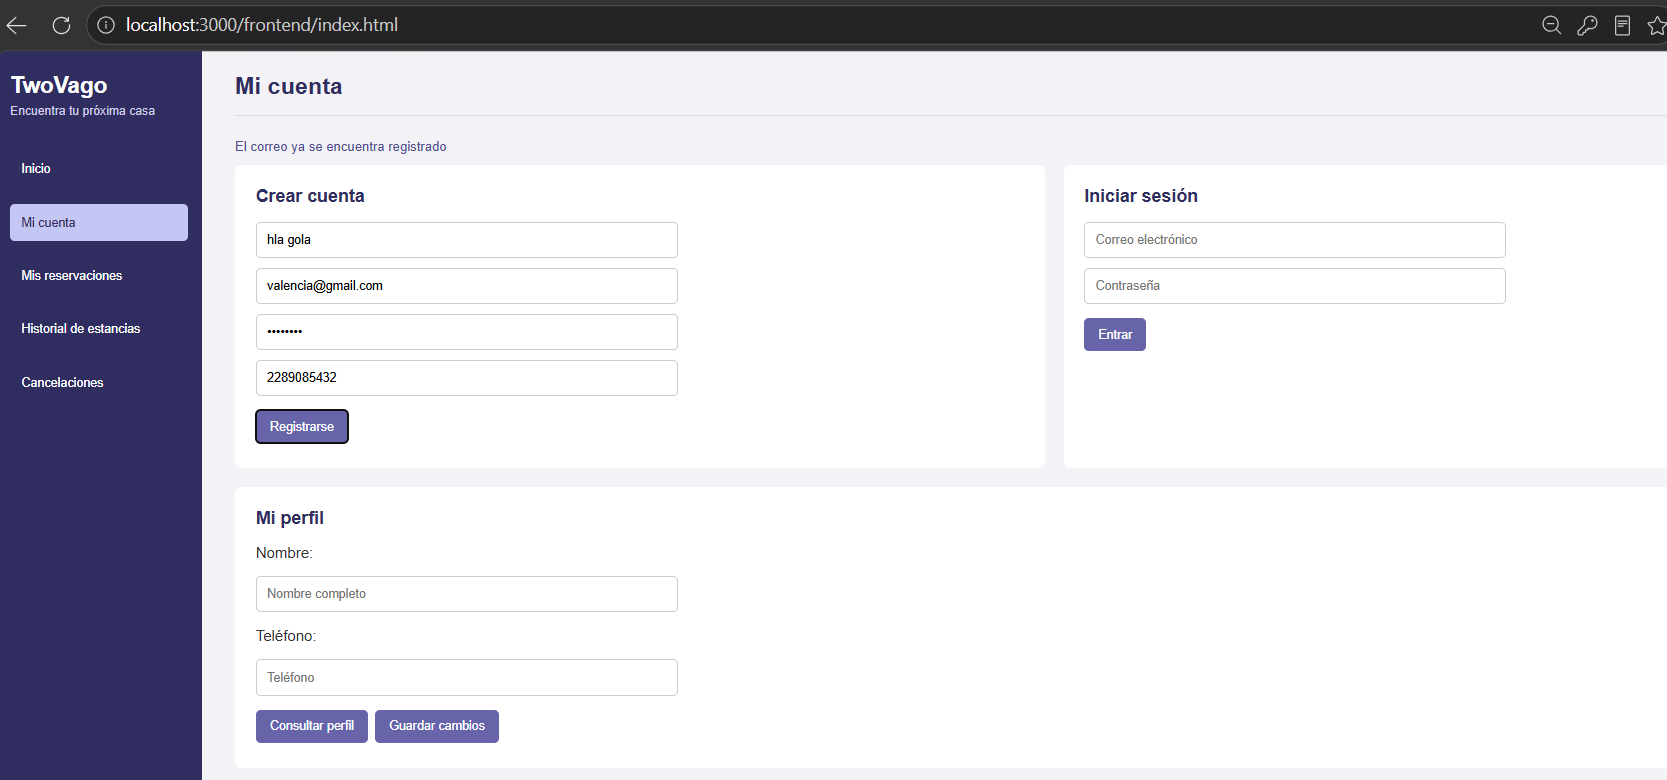 localhost:3000/frontend/index.html
TwoVago
Encuentra tu próxima casa
Inicio
Mi cuenta
Mis reservaciones
Historial de estancias
Cancelaciones
Mi cuenta
El correo ya se encuentra registrado
Crear cuenta
hla gola
valencia@gmail.com
••••••••
2289085432
Registrarse
Iniciar sesión
Correo electrónico
Contraseña
Entrar
Mi perfil
Nombre:
Nombre completo
Teléfono:
Teléfono
Consultar perfil
Guardar cambios